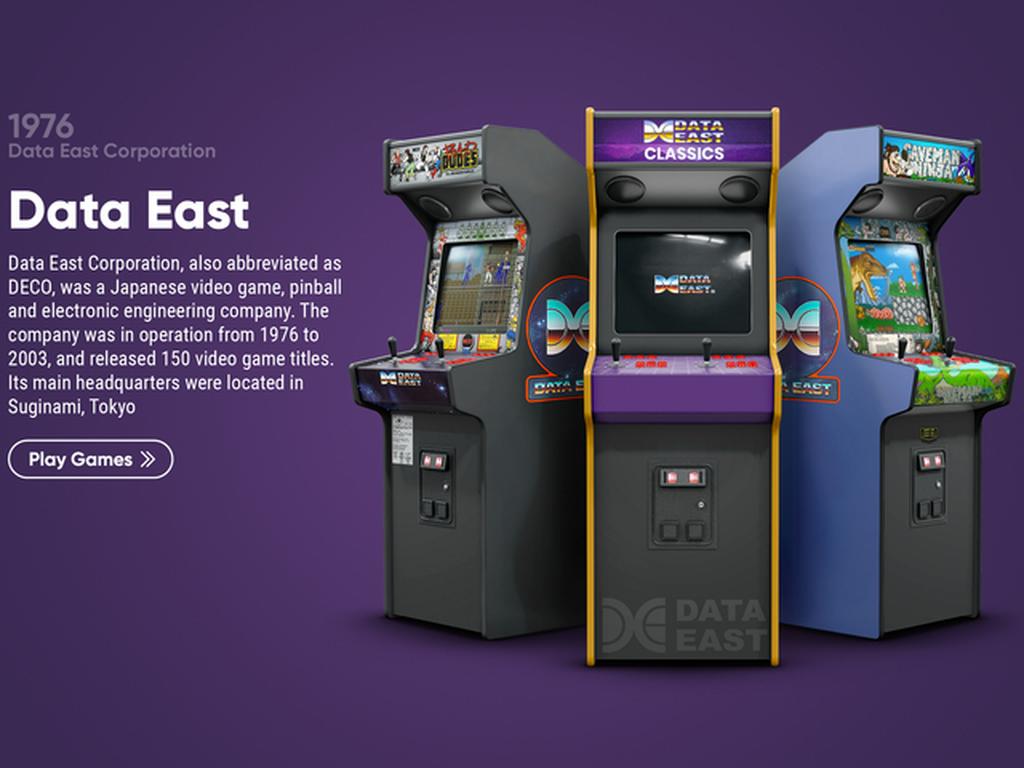 1976
Data East Corporation
Data East
Data East Corporation, also abbreviated as
DECO, was a Japanese video game, pinball
and electronic engineering company. The
company was in operation from 1976 to
2003, and released 150 video game titles.
Its main headquarters were located in
Suginami, Tokyo
Play Games
DUDES
DATA
EAST
DATA E
DATA
EAST
CLASSICS
DATA
EAST
DATA
EAST
CAVEMAN
NINJA
A EAST